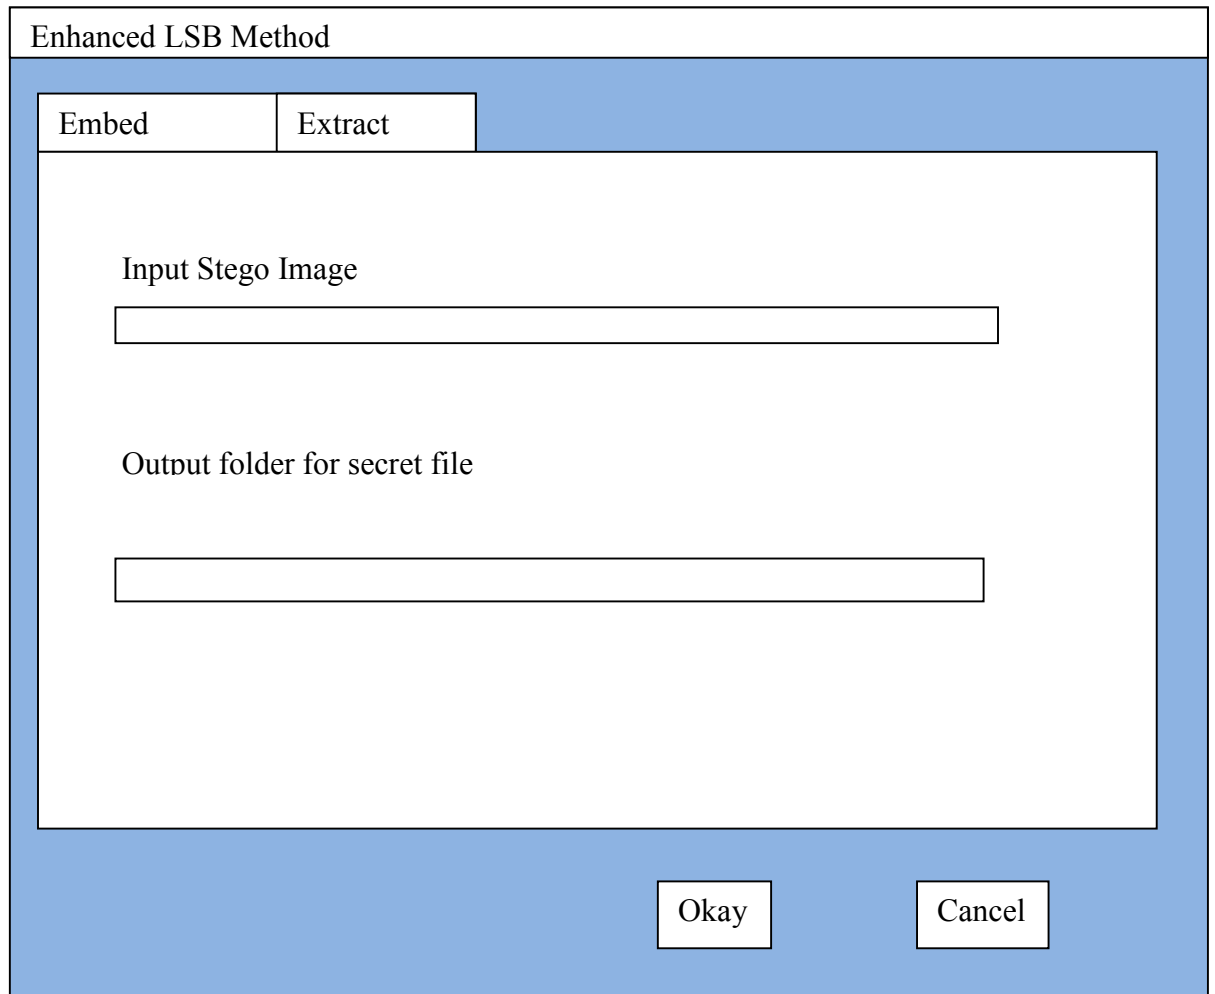 Enhanced LSB Method
Embed
Extract
Input Stego Image
Output folder for secret file
Okay
Cancel